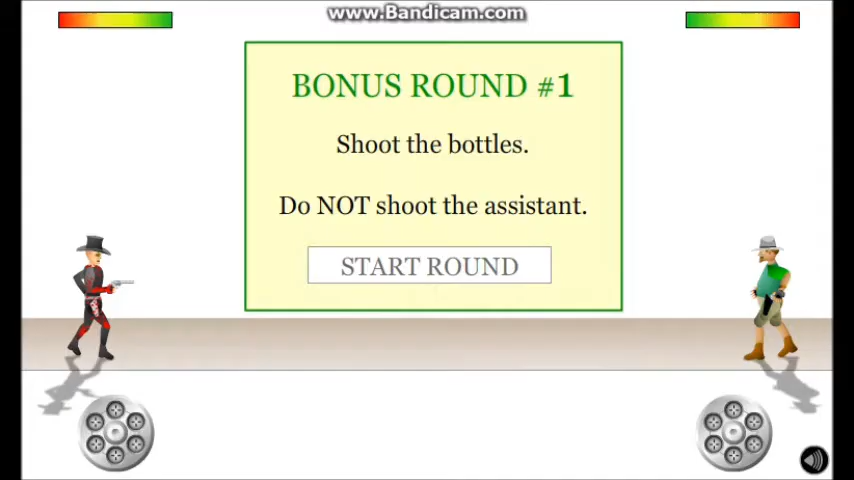 www.Bandicam.com
BONUS ROUND #1
Shoot the bottles.
Do NOT shoot the assistant.
START ROUND